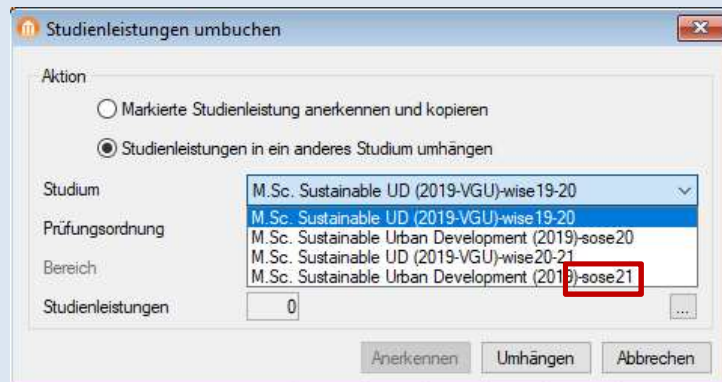 Studienleistungen umbuchen
Aktion
Markierte Studienleistung anerkennen und kopieren
Studienleistungen in ein anderes Studium umhängen
Studium M.Sc. Sustainable UD (2019-VGU)-wise19-20
M.Sc. Sustainable UD (2019-VGU)-wise19-20
Prüfungsordnung M.Sc. Sustainable Urban Development (2019)-sose20
M.Sc. Sustainable UD (2019-VGU)-wise20-21
Bereich M.Sc. Sustainable Urban Development (2019)-sose21
Studienleistungen 0 ...
Anerkennen Umhängen Abbrechen